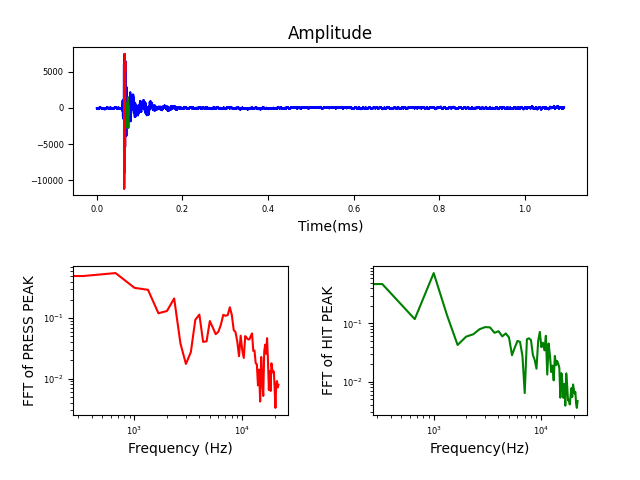 Amplitude
5000
0
−5000
−10000
0.0 0.2 0.4 0.6 0.8 1.0
Time(ms)
FFT of PRESS PEAK
10⁻¹
10⁻²
10³ 10⁴
Frequency (Hz)
FFT of HIT PEAK
10⁻¹
10⁻²
10³ 10⁴
Frequency(Hz)